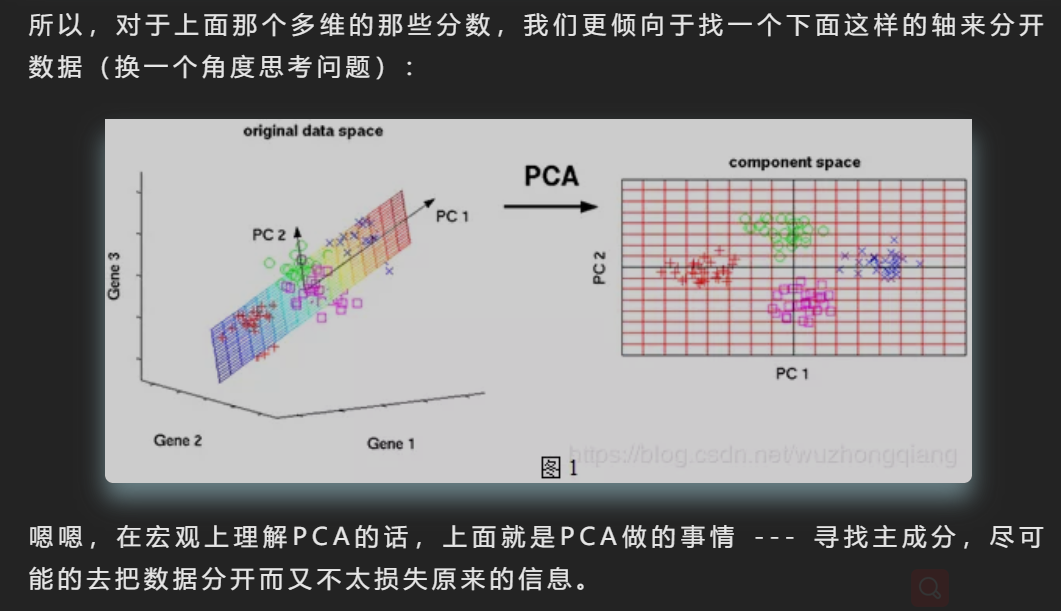 所以，对于上面那个多维的那些分数，我们更倾向于找一个下面这样的轴来分开
数据（换一个角度思考问题）：
original data space
PCA
component space
PC 1
PC 2
Gene 3
PC 2
Gene 2
Gene 1
PC 1
https://blog.csdn.net/wuzhongqiang
图 1
嗯嗯，在宏观上理解PCA的话，上面就是PCA做的事情 --- 寻找主成分，尽可
能的去把数据分开而又不太损失原来的信息。